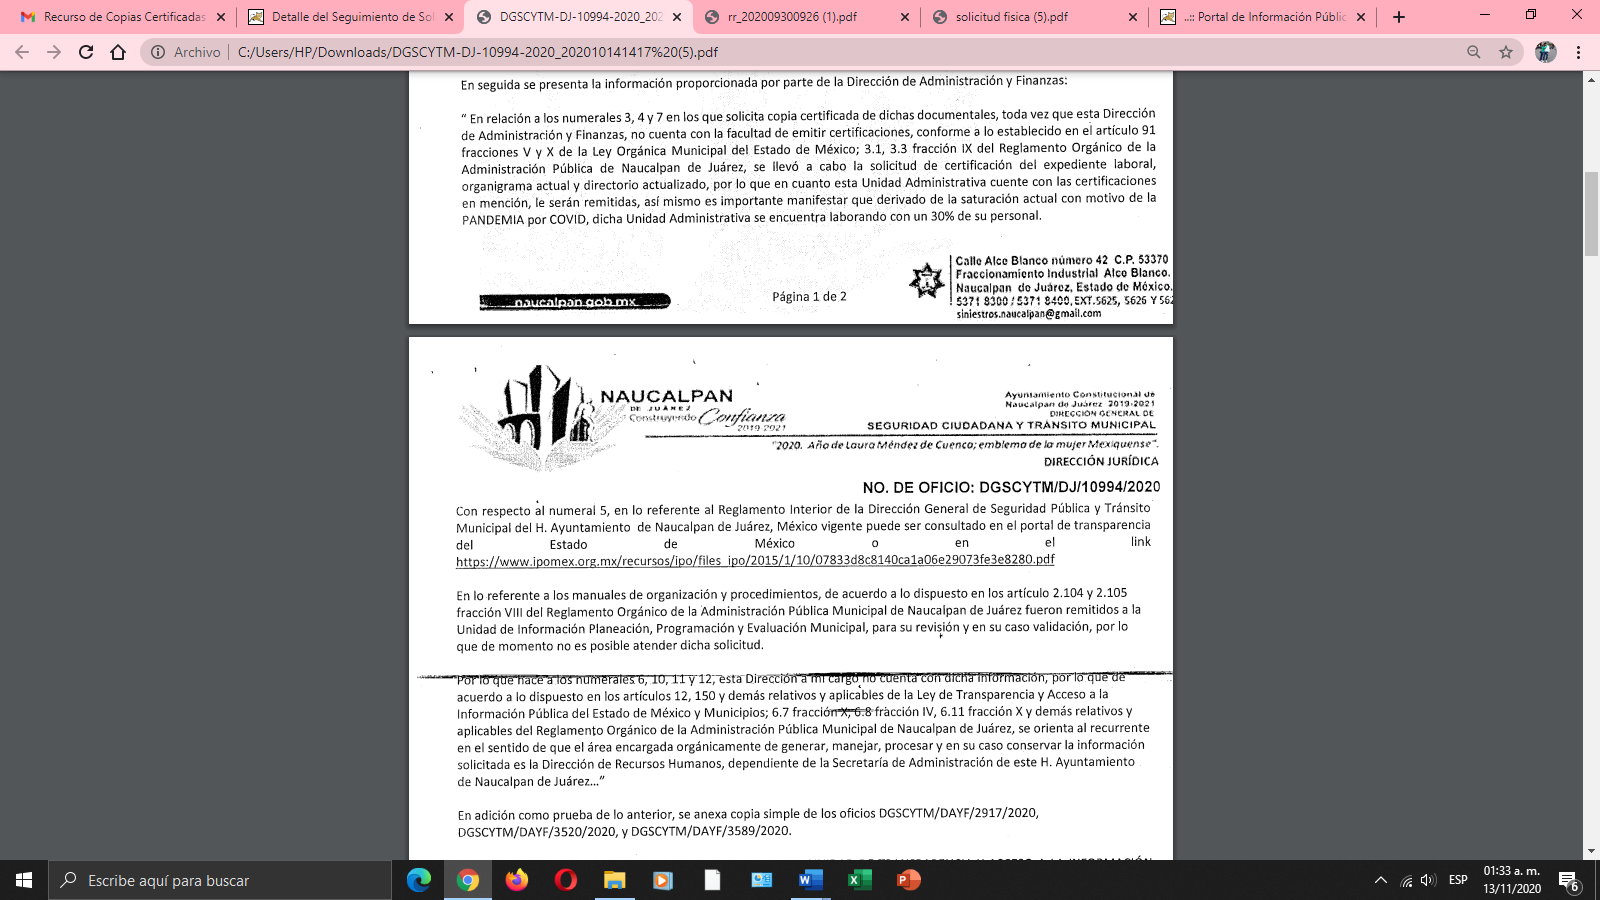 Recurso de Copias Certificadas
Detalle del Seguimiento de Sol
DGSCYTM-DJ-10994-2020_202
rr_202009300926 (1).pdf
solicitud fisica (5).pdf
..:: Portal de Información Públic
Archivo
C:/Users/HP/Downloads/DGSCYTM-DJ-10994-2020_202010141417%20(5).pdf
En seguida se presenta la información proporcionada por parte de la Dirección de Administración y Finanzas:
“ En relación a los numerales 3, 4 y 7 en los que solicita copia certificada de dichas documentales, toda vez que esta Dirección
de Administración y Finanzas, no cuenta con la facultad de emitir certificaciones, conforme a lo establecido en el artículo 91
fracciones V y X de la Ley Orgánica Municipal del Estado de México; 3.1, 3.3 fracción IX del Reglamento Orgánico de la
Administración Pública de Naucalpan de Juárez, se llevó a cabo la solicitud de certificación del expediente laboral,
organigrama actual y directorio actualizado, por lo que en cuanto esta Unidad Administrativa cuente con las certificaciones
en mención, le serán remitidas, así mismo es importante manifestar que derivado de la saturación actual con motivo de la
PANDEMIA por COVID, dicha Unidad Administrativa se encuentra laborando con un 30% de su personal.
naucalpan.gob.mx
Página 1 de 2
Calle Alce Blanco número 42 C.P. 53370
Fraccionamiento Industrial Alce Blanco.
Naucalpan de Juárez, Estado de México.
5371 8300 / 5371 8400, EXT.5625, 5626 Y 562
siniestros.naucalpan@gmail.com
NAUCALPAN
DE JUÁREZ
Construyendo Confianza
2019-2021
Ayuntamiento Constitucional de
Naucalpan de Juárez 2019-2021
DIRECCIÓN GENERAL DE
SEGURIDAD CIUDADANA Y TRÁNSITO MUNICIPAL
"2020. Año de Laura Méndez de Cuenca; emblema de la mujer Mexiquense".
DIRECCIÓN JURÍDICA
NO. DE OFICIO: DGSCYTM/DJ/10994/2020
Con respecto al numeral 5, en lo referente al Reglamento Interior de la Dirección General de Seguridad Pública y Tránsito
Municipal del H. Ayuntamiento de Naucalpan de Juárez, México vigente puede ser consultado en el portal de transparencia
del Estado de México o en el link
https://www.ipomex.org.mx/recursos/ipo/files_ipo/2015/1/10/07833d8c8140ca1a06e29073fe3e8280.pdf
En lo referente a los manuales de organización y procedimientos, de acuerdo a lo dispuesto en los artículo 2.104 y 2.105
fracción VIII del Reglamento Orgánico de la Administración Pública Municipal de Naucalpan de Juárez fueron remitidos a la
Unidad de Información Planeación, Programación y Evaluación Municipal, para su revisión y en su caso validación, por lo
que de momento no es posible atender dicha solicitud.
Por lo que hace a los numerales 6, 10, 11 y 12, esta Dirección a mi cargo no cuenta con dicha información, por lo que de
acuerdo a lo dispuesto en los artículos 12, 150 y demás relativos y aplicables de la Ley de Transparencia y Acceso a la
Información Pública del Estado de México y Municipios; 6.7 fracción X, 6.8 fracción IV, 6.11 fracción X y demás relativos y
aplicables del Reglamento Orgánico de la Administración Pública Municipal de Naucalpan de Juárez, se orienta al recurrente
en el sentido de que el área encargada orgánicamente de generar, manejar, procesar y en su caso conservar la información
solicitada es la Dirección de Recursos Humanos, dependiente de la Secretaría de Administración de este H. Ayuntamiento
de Naucalpan de Juárez...”
En adición como prueba de lo anterior, se anexa copia simple de los oficios DGSCYTM/DAYF/2917/2020,
DGSCYTM/DAYF/3520/2020, y DGSCYTM/DAYF/3589/2020.
Escribe aquí para buscar
ESP
01:33 a. m.
13/11/2020
6